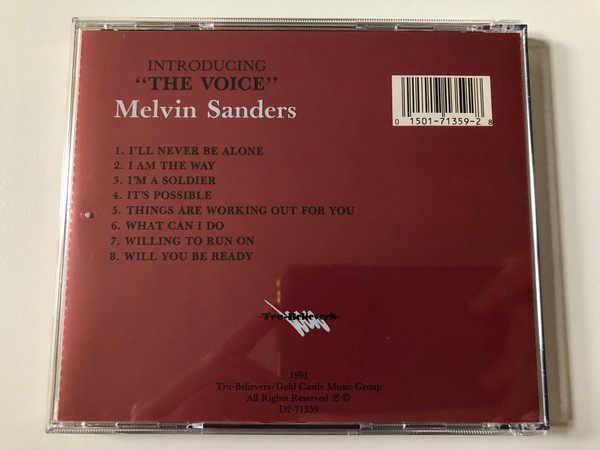 INTRODUCING
“THE VOICE”
Melvin Sanders
0 1501-71359-2 8
1. I'LL NEVER BE ALONE
2. I AM THE WAY
3. I'M A SOLDIER
4. IT'S POSSIBLE
5. THINGS ARE WORKING OUT FOR YOU
6. WHAT CAN I DO
7. WILLING TO RUN ON
8. WILL YOU BE READY
Tru-BelieverS
1991
Tru-Believers/Gold Castle Music Group
All Rights Reserved ℗©
D2-71359